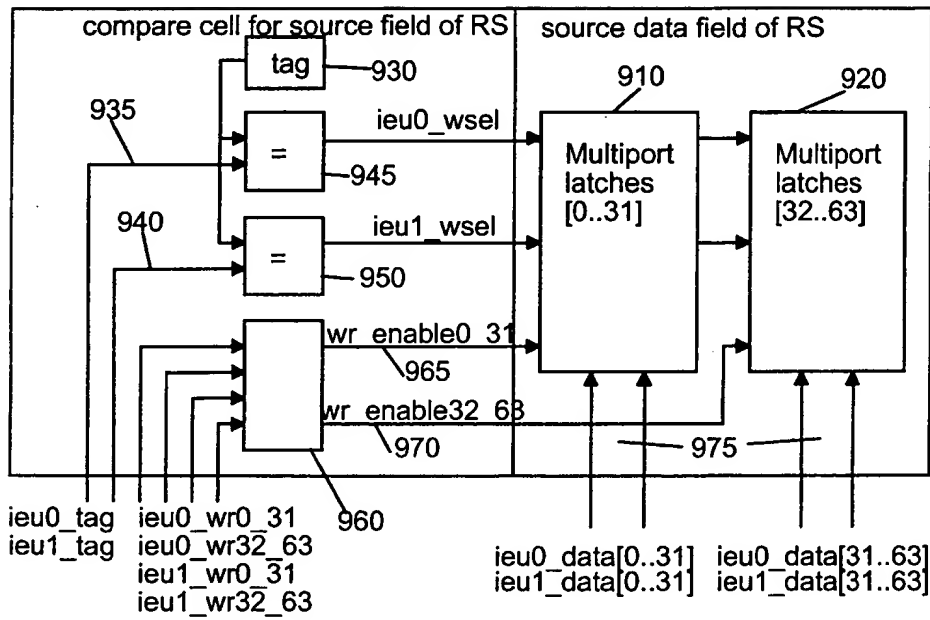 compare cell for source field of RS
source data field of RS
tag
930
910
920
935
ieu0_wsel
=
945
Multiport
latches
[0..31]
Multiport
latches
[32..63]
940
ieu1_wsel
=
950
wr_enable0_31
965
wr_enable32_63
970
975
960
ieu0_tag
ieu1_tag
ieu0_wr0_31
ieu0_wr32_63
ieu1_wr0_31
ieu1_wr32_63
ieu0_data[0..31]
ieu1_data[0..31]
ieu0_data[31..63]
ieu1_data[31..63]